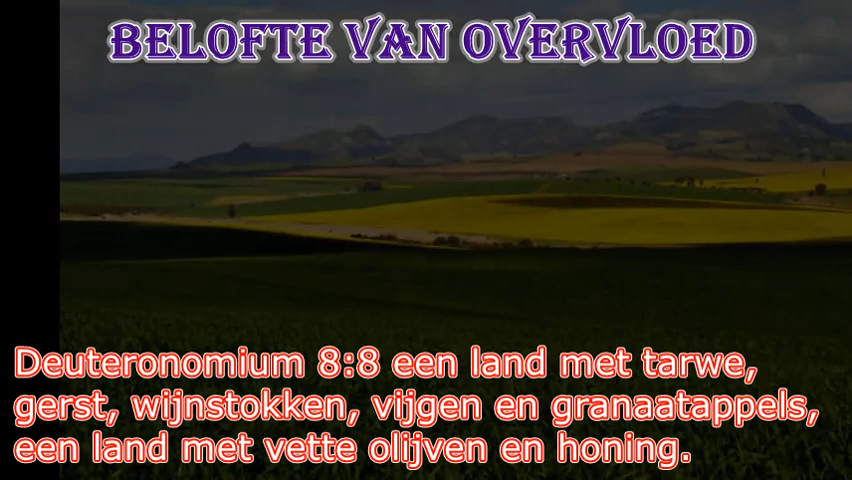 BELOFTE VAN OVERVLOED
Deuteronomium 8:8 een land met tarwe,
gerst, wijnstokken, vijgen en granaatappels,
een land met vette olijven en honing.